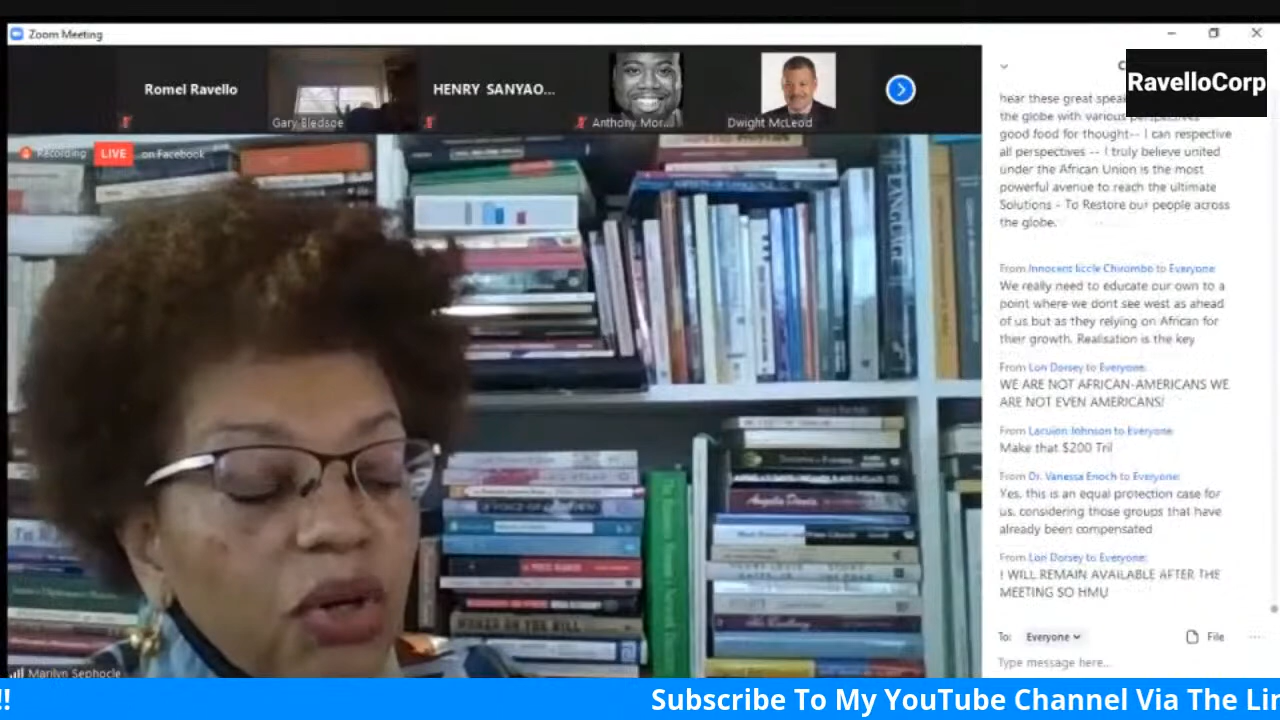 Zoom Meeting
Romel Ravello
Gary Bledsoe
HENRY SANYAO...
Anthony Mor...
Dwight McLeod
RavelloCorp
Recording
LIVE
on Facebook
hear these great
the globe with various perspectives
good food for thought-- I can respective
all perspectives -- I truly believe united
under the African Union is the most
powerful avenue to reach the ultimate
Solutions - To Restore our people across
the globe.
From Innocent Iiccle Chirombo to Everyone
We really need to educate our own to a
point where we dont see west as ahead
of us but as they relying on African for
their growth. Realisation is the key
From Lori Dorsey to Everyone:
WE ARE NOT AFRICAN-AMERICANS WE
ARE NOT EVEN AMERICANS!
From Johnson to Everyone:
Make that $200 Tril
From Dr. Vanessa Enoch to Everyone:
Yes, this is an equal protection case for
us, considering those groups that have
already been compensated
From Lori Dorsey to Everyone:
I WILL REMAIN AVAILABLE AFTER THE
MEETING SO HMU
To: Everyone
File
Type message here...
LANGUAGE
Angela Davis
WOMEN ON THE HILL
Marilyn Sephocle
!!
Subscribe To My YouTube Channel Via The Lin